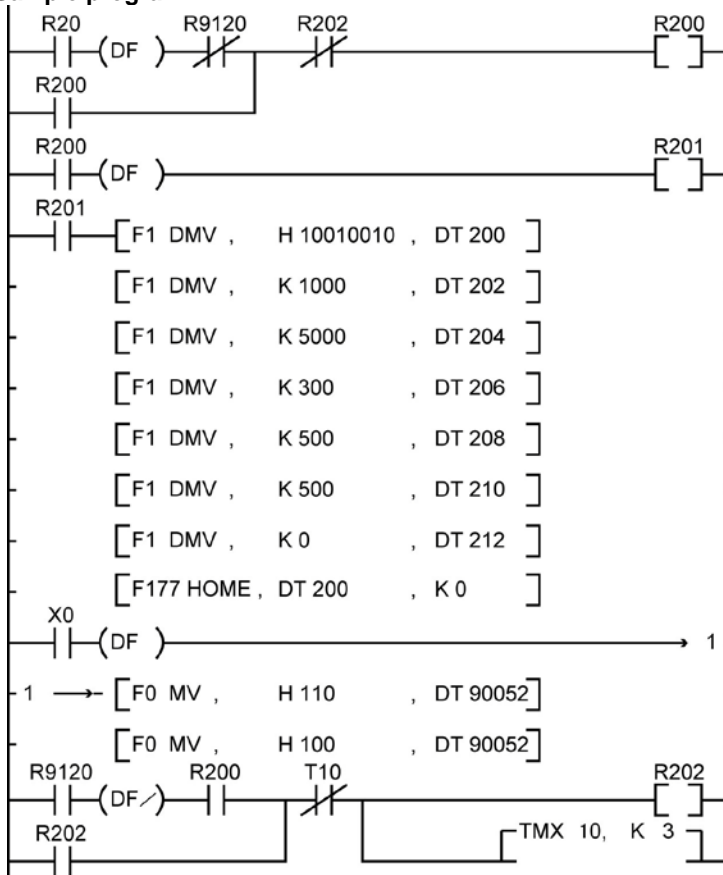 R20 R9120 R202 R200
(DF )
R200
R200 R201
(DF )
R201
[F1 DMV , H 10010010 , DT 200 ]
[F1 DMV , K 1000 , DT 202 ]
[F1 DMV , K 5000 , DT 204 ]
[F1 DMV , K 300 , DT 206 ]
[F1 DMV , K 500 , DT 208 ]
[F1 DMV , K 500 , DT 210 ]
[F1 DMV , K 0 , DT 212 ]
[F177 HOME , DT 200 , K 0 ]
X0
(DF ) 1
1 [F0 MV , H 110 , DT 90052]
[F0 MV , H 100 , DT 90052]
R9120 R200 T10 R202
(DF/)
R202 TMX 10, K 3